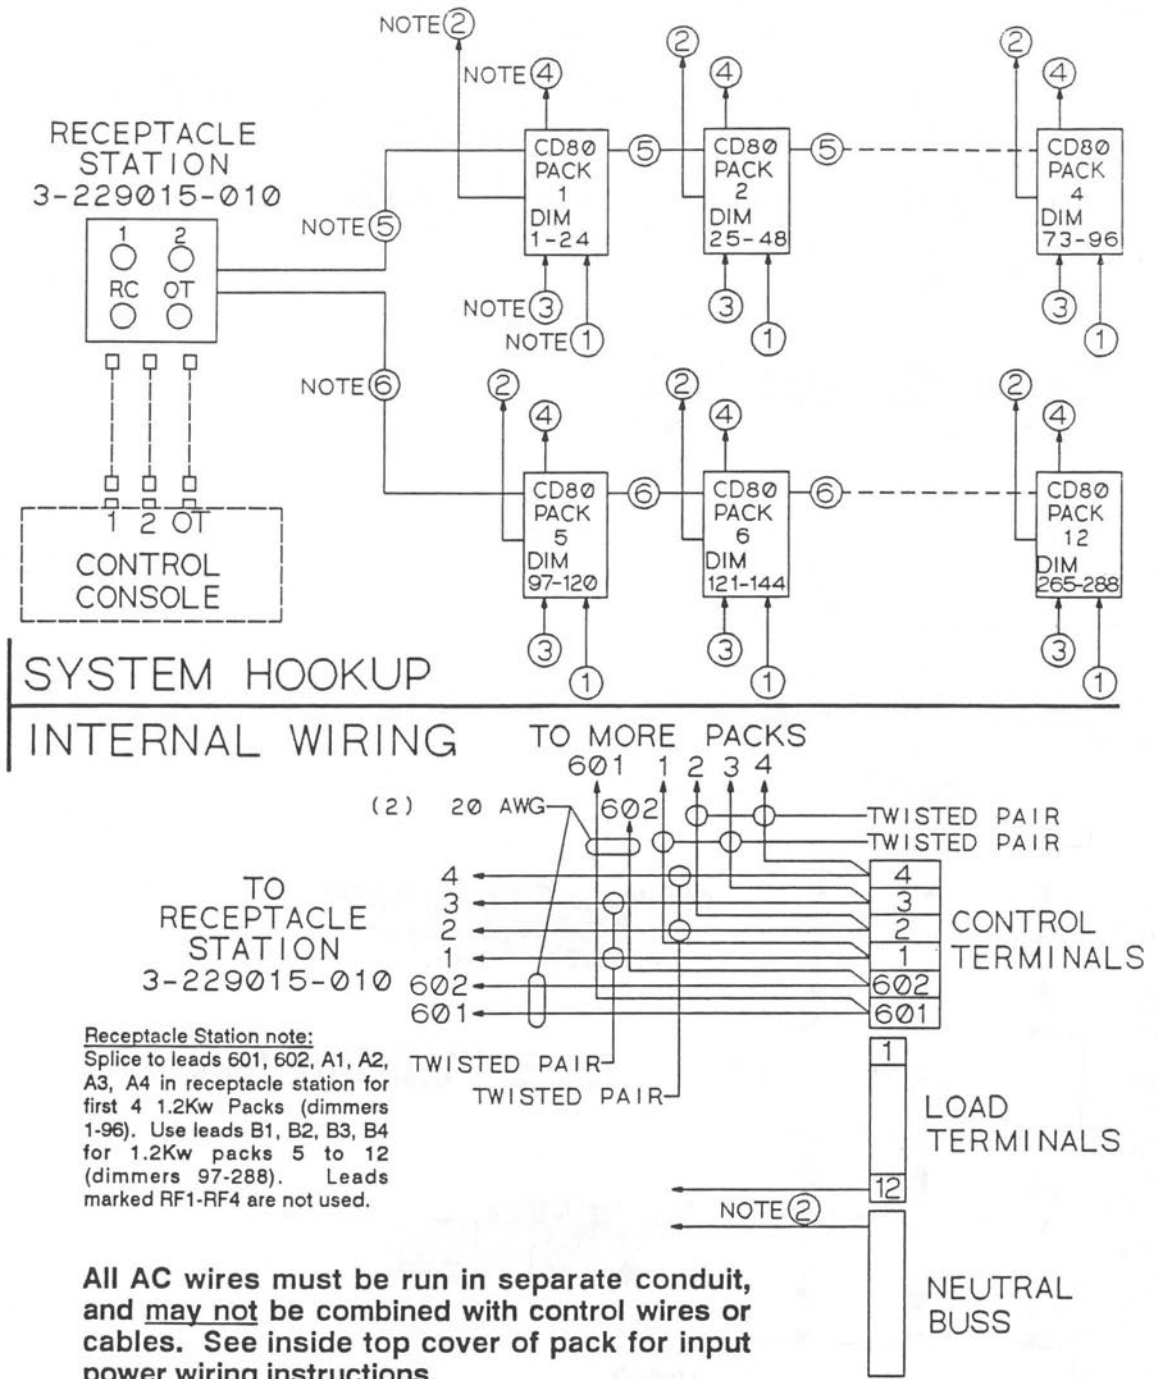 NOTE 2
2
2
NOTE 4
4
4
RECEPTACLE
STATION
3-229015-010
CD80
PACK
1
DIM
1-24
5
CD80
PACK
2
DIM
25-48
5
CD80
PACK
4
DIM
73-96
NOTE 5
1 2
RC OT
NOTE 3
3
3
NOTE 1
1
1
NOTE 6
2
2
2
4
4
4
CD80
PACK
5
DIM
97-120
6
CD80
PACK
6
DIM
121-144
6
CD80
PACK
12
DIM
265-288
1 2 OT
CONTROL
CONSOLE
3
3
3
1
1
1
SYSTEM HOOKUP
INTERNAL WIRING
TO MORE PACKS
601 1 2 3 4
(2) 20 AWG
602
TWISTED PAIR
TWISTED PAIR
TO
RECEPTACLE
STATION
3-229015-010
4
3
2
1
602
601
4
3
2
1
602
601
CONTROL
TERMINALS
TWISTED PAIR
TWISTED PAIR
Receptacle Station note:
Splice to leads 601, 602, A1, A2,
A3, A4 in receptacle station for
first 4 1.2Kw Packs (dimmers
1-96). Use leads B1, B2, B3, B4
for 1.2Kw packs 5 to 12
(dimmers 97-288). Leads
marked RF1-RF4 are not used.
1
LOAD
TERMINALS
12
NOTE 2
NEUTRAL
BUSS
All AC wires must be run in separate conduit,
and may not be combined with control wires or
cables. See inside top cover of pack for input
power wiring instructions.